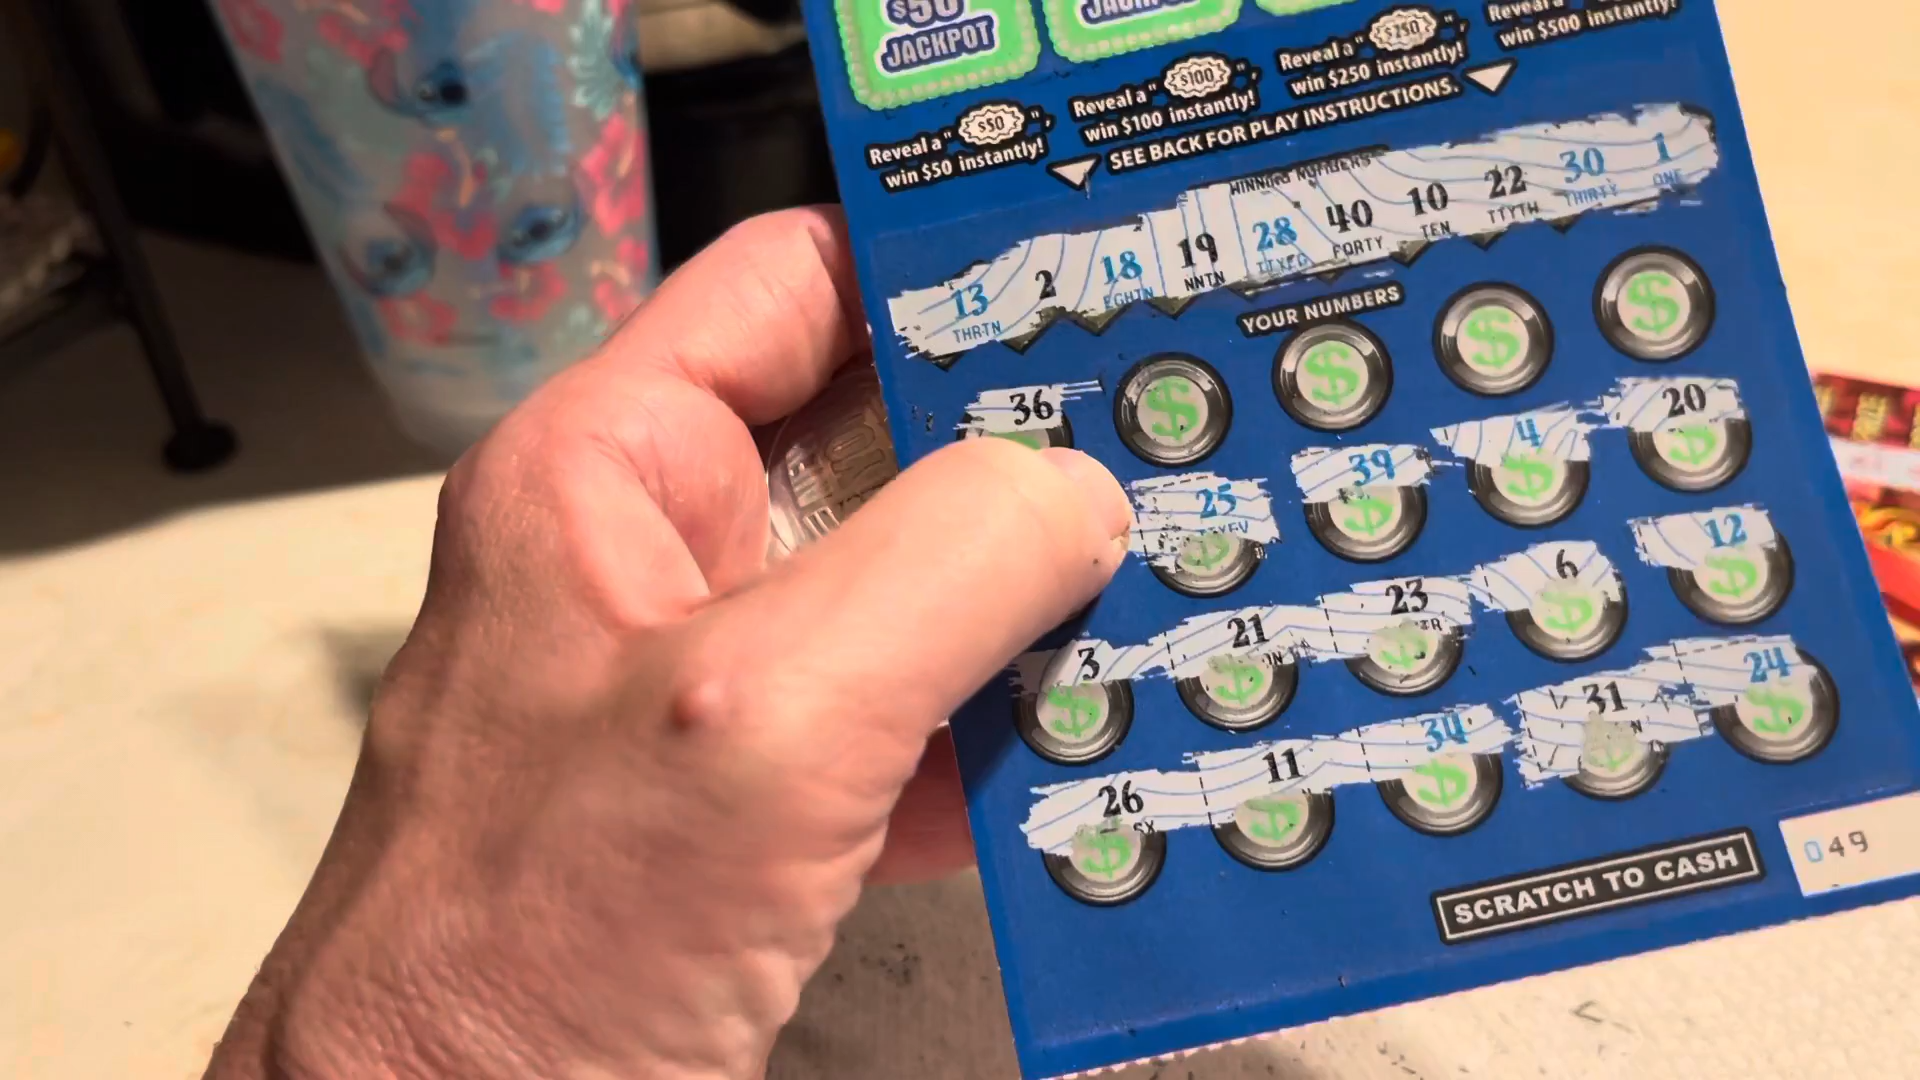 $50
JACKPOT
Reveal a " $50 ",
win $50 instantly!
Reveal a " $100 ",
win $100 instantly!
Reveal a " $250 ",
win $250 instantly!
Reveal a "
win $500 instantly!
SEE BACK FOR PLAY INSTRUCTIONS.
WINNING NUMBERS
13 2 18 19 28 40 10 22 30 1
THRTN EGHTN NNTN FORTY TEN TTYTW THIRTY ONE
YOUR NUMBERS
$ $ $ $
36
25 39 4 20
3 21 23 6 12
26 11 34 31 24
SX
SCRATCH TO CASH
049